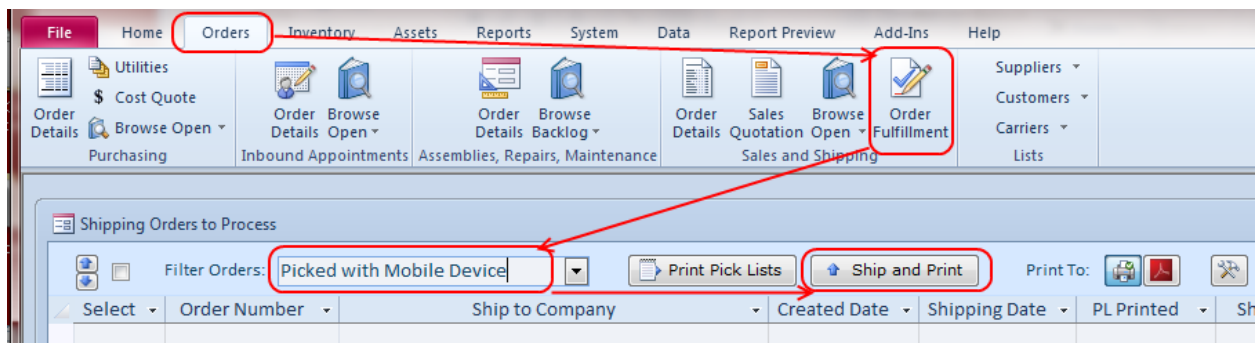 File Home Orders Inventory Assets Reports System Data Report Preview Add-Ins Help
Utilities
$ Cost Quote
Browse Open
Order Details
Purchasing
Order Details
Browse Open
Inbound Appointments
Order Details
Browse Backlog
Assemblies, Repairs, Maintenance
Order Details
Sales Quotation
Browse Open
Order Fulfillment
Sales and Shipping
Suppliers
Customers
Carriers
Lists
Shipping Orders to Process
Filter Orders: Picked with Mobile Device Print Pick Lists Ship and Print Print To:
Select Order Number Ship to Company Created Date Shipping Date PL Printed